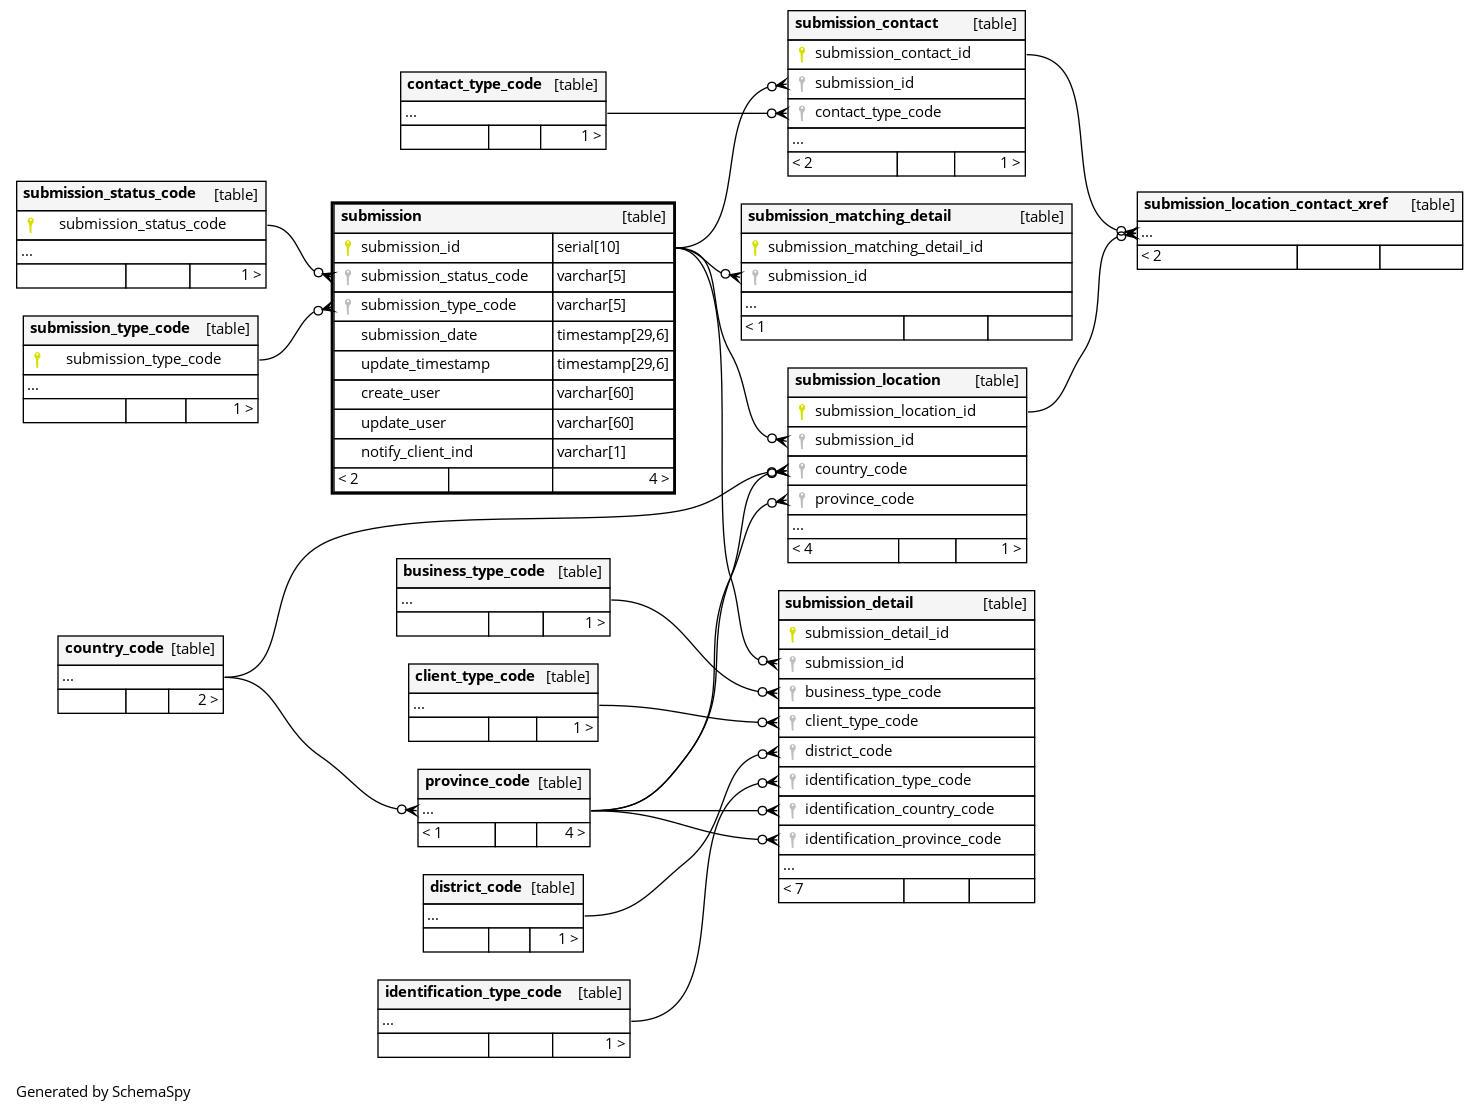 submission_contact [table]
submission_contact_id
submission_id
contact_type_code
...
< 2 1 >
contact_type_code [table]
...
1 >
submission_status_code [table]
submission_status_code
...
1 >
submission_type_code [table]
submission_type_code
...
1 >
submission [table]
submission_id serial[10]
submission_status_code varchar[5]
submission_type_code varchar[5]
submission_date timestamp[29,6]
update_timestamp timestamp[29,6]
create_user varchar[60]
update_user varchar[60]
notify_client_ind varchar[1]
< 2 4 >
submission_matching_detail [table]
submission_matching_detail_id
submission_id
...
< 1
submission_location_contact_xref [table]
...
< 2
submission_location [table]
submission_location_id
submission_id
country_code
province_code
...
< 4 1 >
business_type_code [table]
...
1 >
country_code [table]
...
2 >
client_type_code [table]
...
1 >
province_code [table]
...
< 1 4 >
district_code [table]
...
1 >
identification_type_code [table]
...
1 >
submission_detail [table]
submission_detail_id
submission_id
business_type_code
client_type_code
district_code
identification_type_code
identification_country_code
identification_province_code
...
< 7
Generated by SchemaSpy